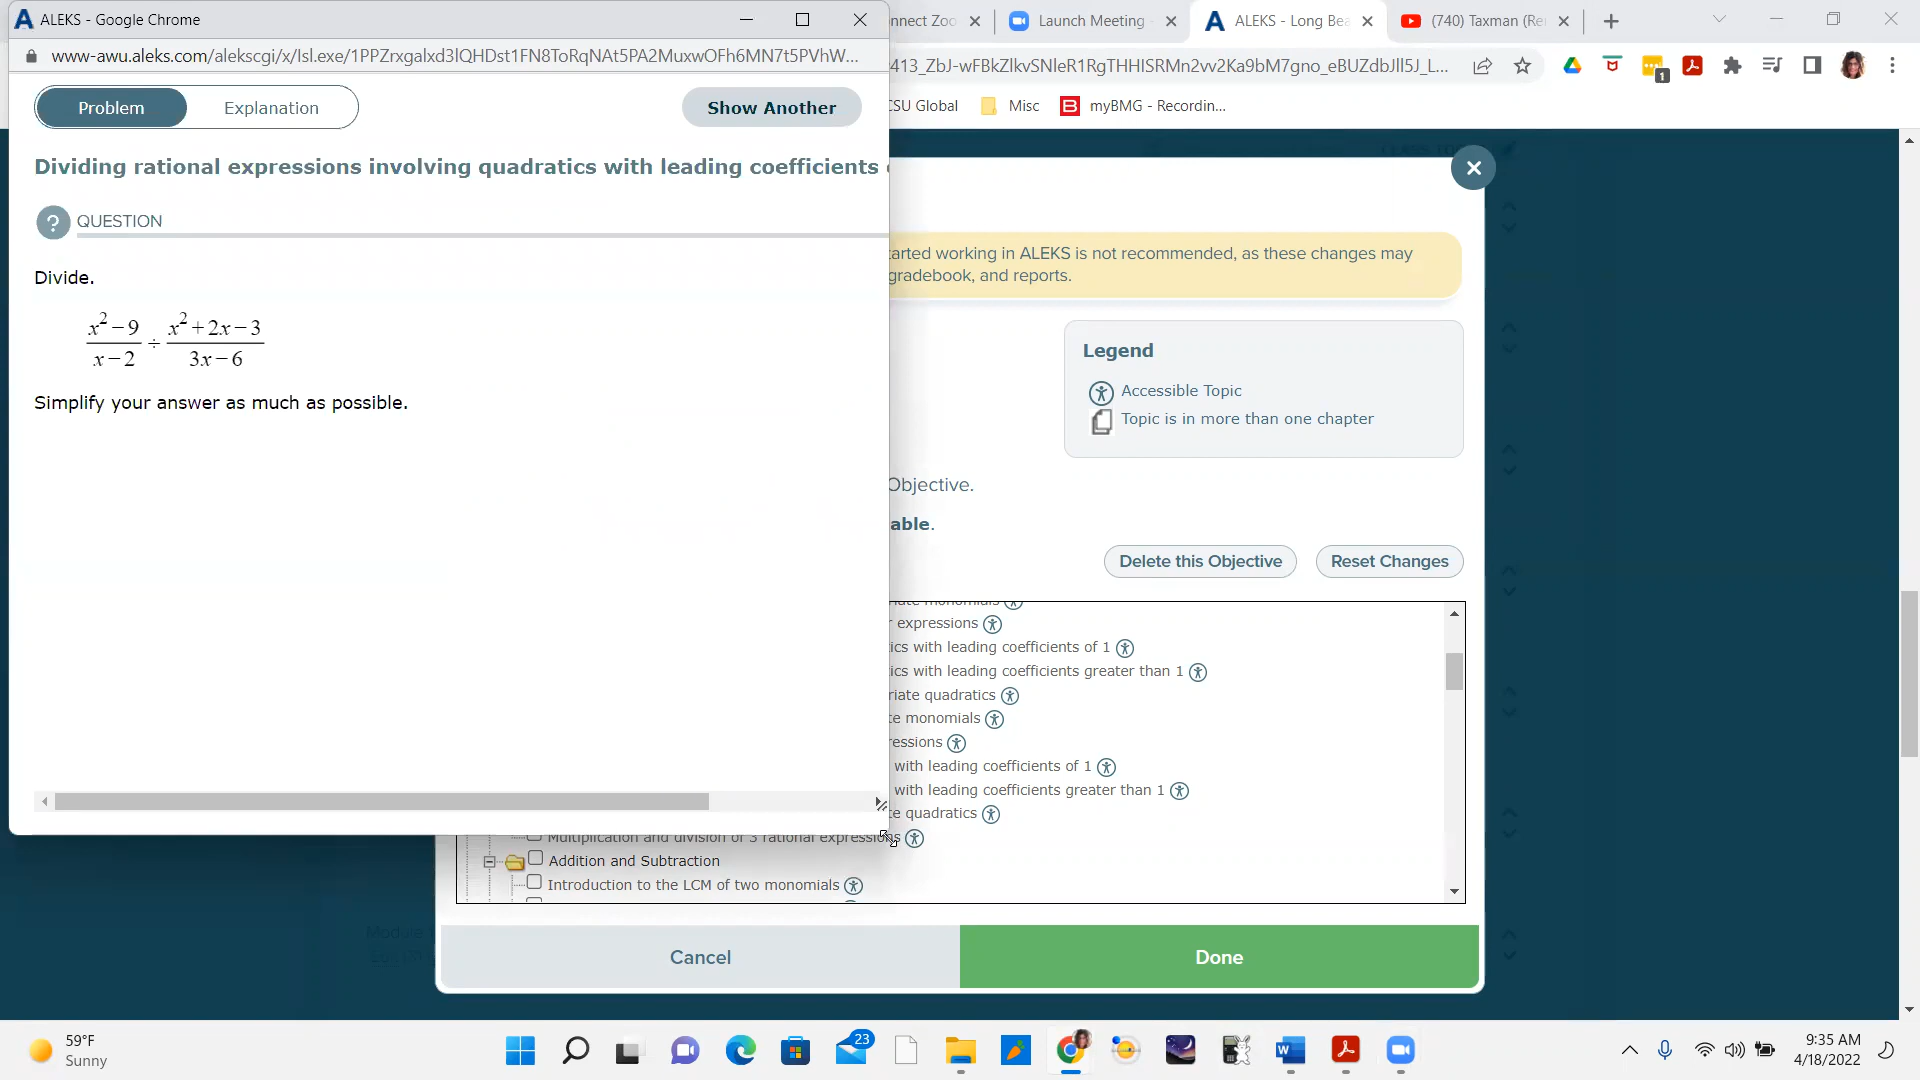 ALEKS - Google Chrome
nnect Zoo
Launch Meeting -
ALEKS - Long Bea
(740) Taxman (Re
www-awu.aleks.com/alekscgi/x/Isl.exe/1PPZrxgalxd3lQHDst1FN8ToRqNAt5PA2MuxwOFh6MN7t5PVhW...
413_ZbJ-wFBkZlkvSNleR1RgTHHISRMn2vv2Ka9bM7gno_eBUZdbJll5J_L...
1
CSU Global
Misc
B myBMG - Recordin...
Problem
Explanation
Show Another
Dividing rational expressions involving quadratics with leading coefficients
? QUESTION
Divide.
x² − 9 / x − 2 ÷ x² + 2x − 3 / 3x − 6
Simplify your answer as much as possible.
arted working in ALEKS is not recommended, as these changes may
gradebook, and reports.
Legend
Accessible Topic
Topic is in more than one chapter
Objective.
able.
Delete this Objective
Reset Changes
r expressions
ics with leading coefficients of 1
ics with leading coefficients greater than 1
riate quadratics
te monomials
ressions
with leading coefficients of 1
with leading coefficients greater than 1
te quadratics
Multiplication and division of 3 rational expressions
Addition and Subtraction
Introduction to the LCM of two monomials
Cancel
Done
59°F
Sunny
23
9:35 AM
4/18/2022